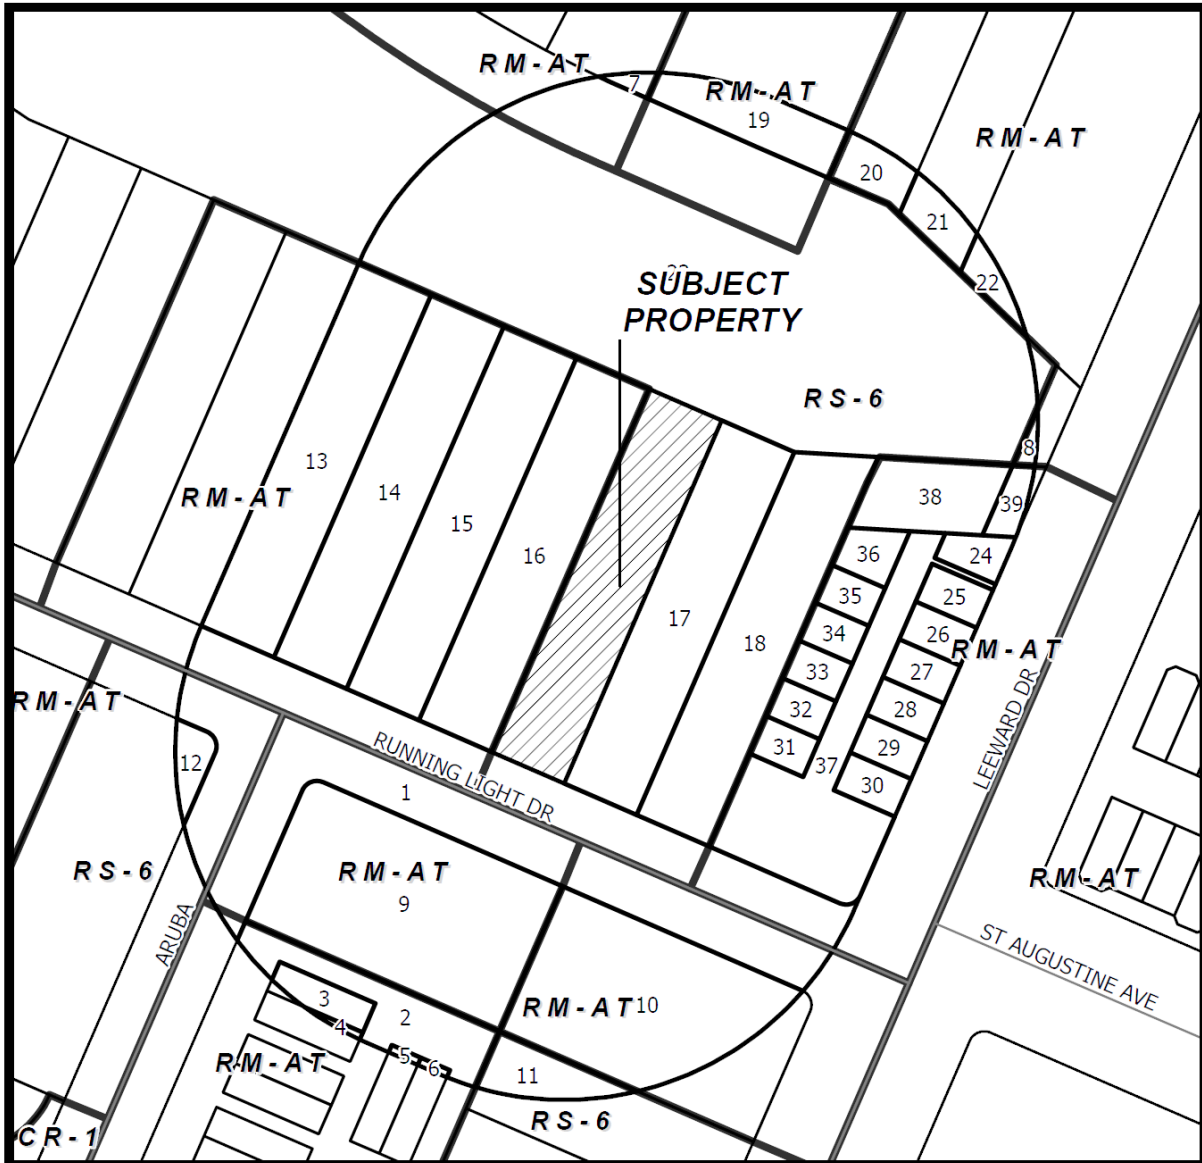 RM-AT
7
RM-AT
19
RM-AT
20
21
22
SUBJECT
PROPERTY
RS-6
8
13
RM-AT
14
15
16
17
18
38
39
36
24
35
25
34
26
RM-AT
33
27
32
28
31
29
37
30
LEEWARD DR
RM-AT
12
RUNNING LIGHT DR
1
RS-6
RM-AT
9
RM-AT
ARUBA
ST AUGUSTINE AVE
3
4
2
RM-AT
10
5
6
RM-AT
11
RS-6
CR-1